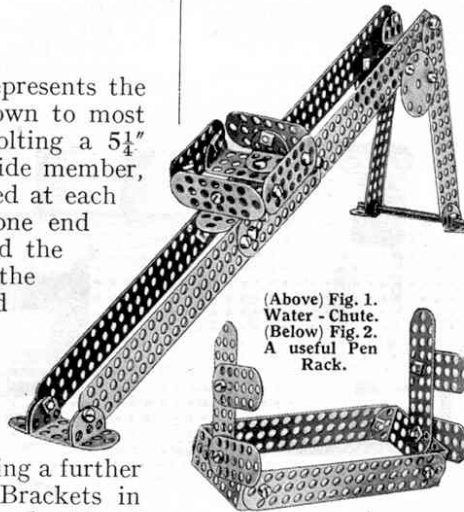 epresents the
own to most
olting a 5¼″
ide member,
ed at each
one end
d the
the
d
(Above) Fig. 1.
Water - Chute.
(Below) Fig. 2.
A useful Pen
Rack.
ing a further
Brackets in